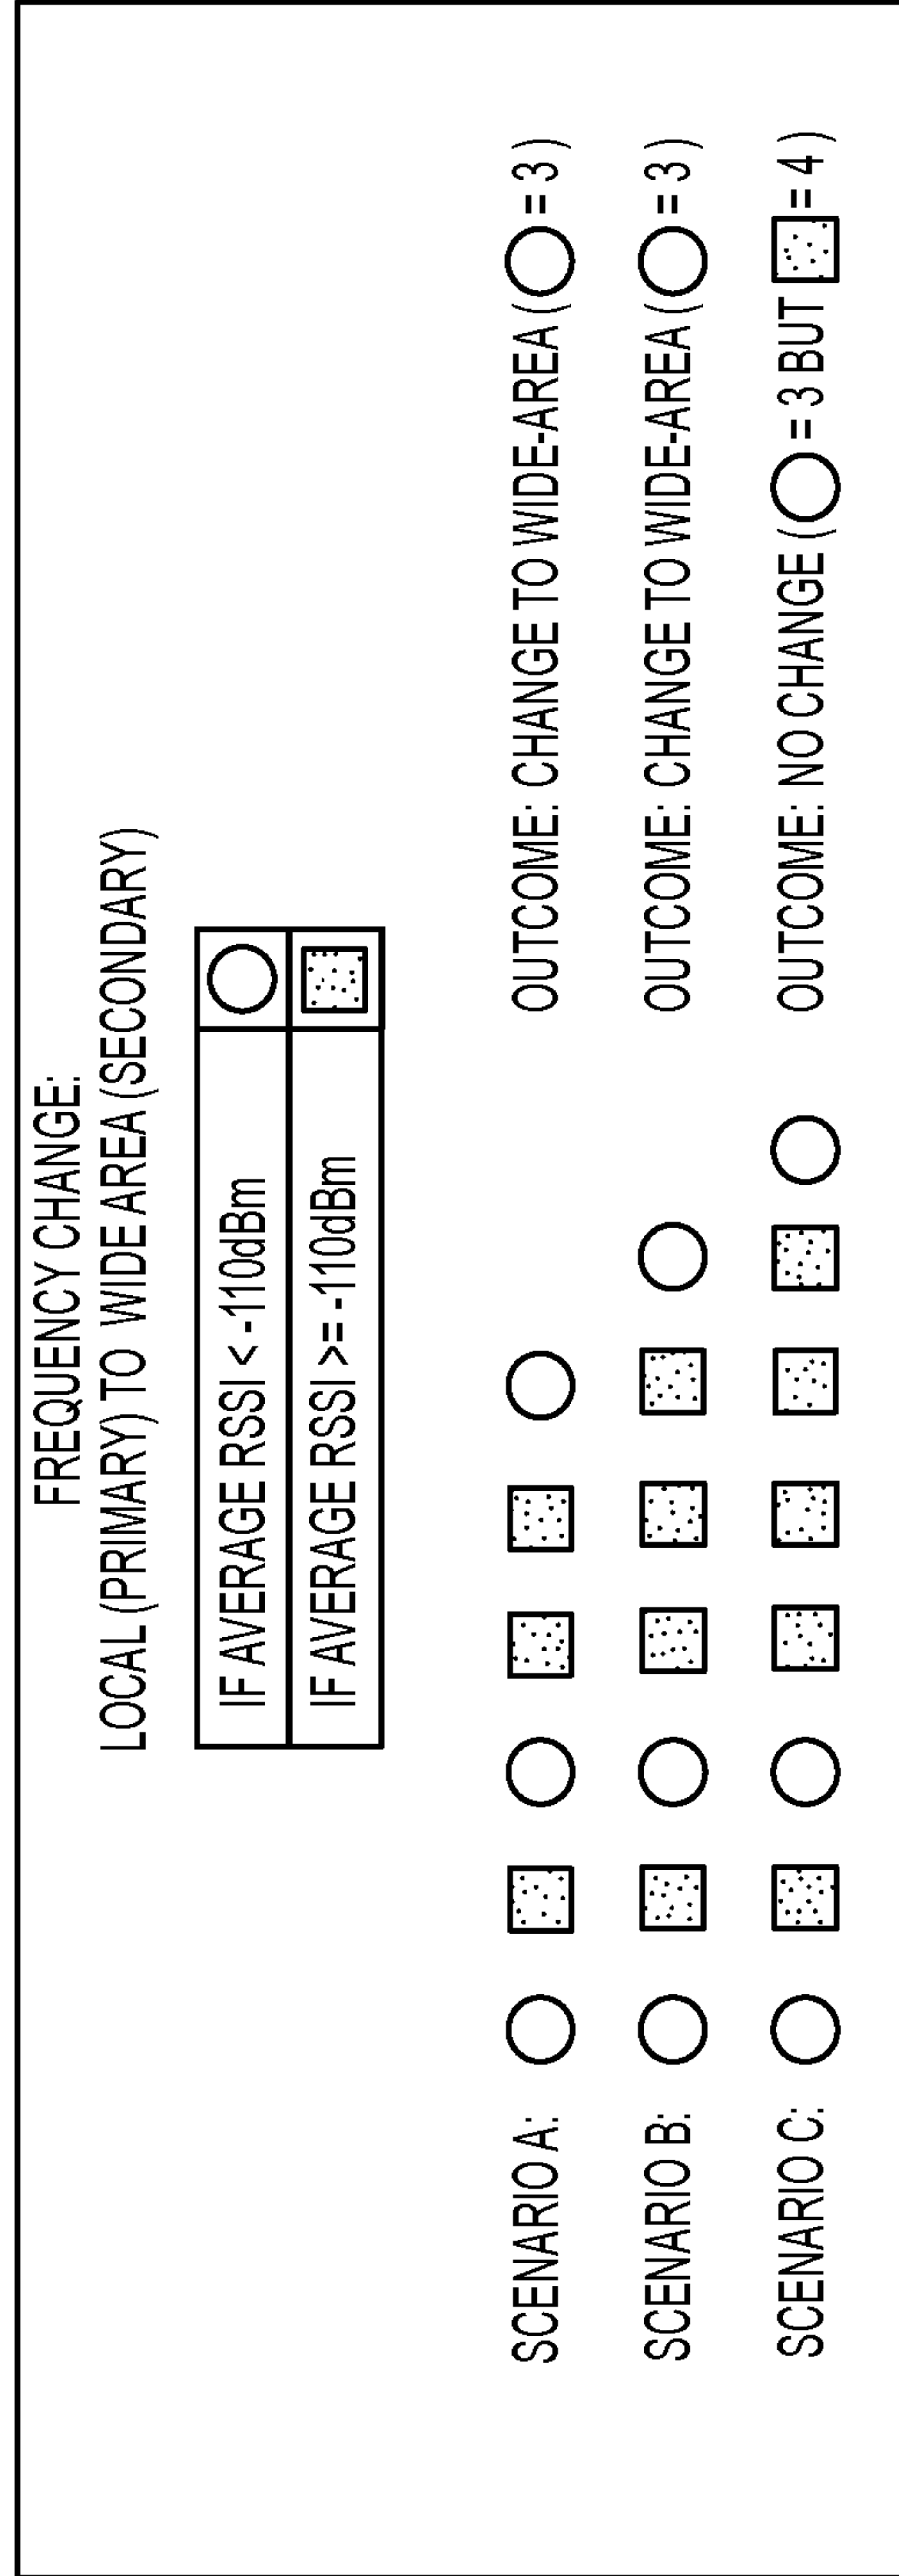 FREQUENCY CHANGE:
LOCAL (PRIMARY) TO WIDE AREA (SECONDARY)
IF AVERAGE RSSI < -110dBm
IF AVERAGE RSSI >= -110dBm
SCENARIO A: OUTCOME: CHANGE TO WIDE-AREA ( = 3 )
SCENARIO B: OUTCOME: CHANGE TO WIDE-AREA ( = 3 )
SCENARIO C: OUTCOME: NO CHANGE ( = 3 BUT = 4 )